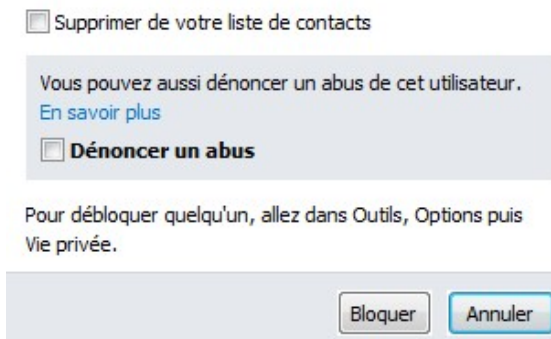 Supprimer de votre liste de contacts
Vous pouvez aussi dénoncer un abus de cet utilisateur.
En savoir plus
Dénoncer un abus
Pour débloquer quelqu'un, allez dans Outils, Options puis
Vie privée.
Bloquer Annuler